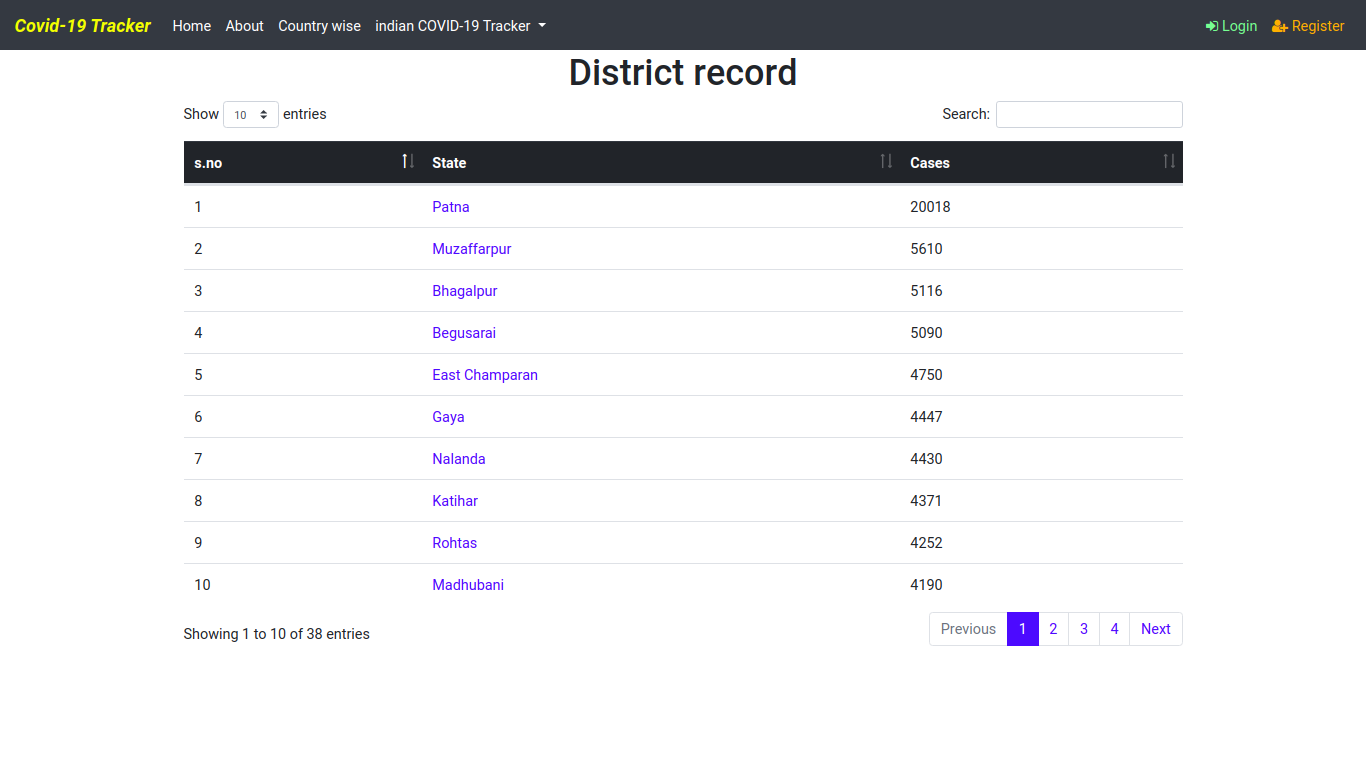 Covid-19 Tracker Home About Country wise indian COVID-19 Tracker Login Register
District record
Show 10 entries Search:
s.no State Cases
1 Patna 20018
2 Muzaffarpur 5610
3 Bhagalpur 5116
4 Begusarai 5090
5 East Champaran 4750
6 Gaya 4447
7 Nalanda 4430
8 Katihar 4371
9 Rohtas 4252
10 Madhubani 4190
Showing 1 to 10 of 38 entries Previous 1 2 3 4 Next